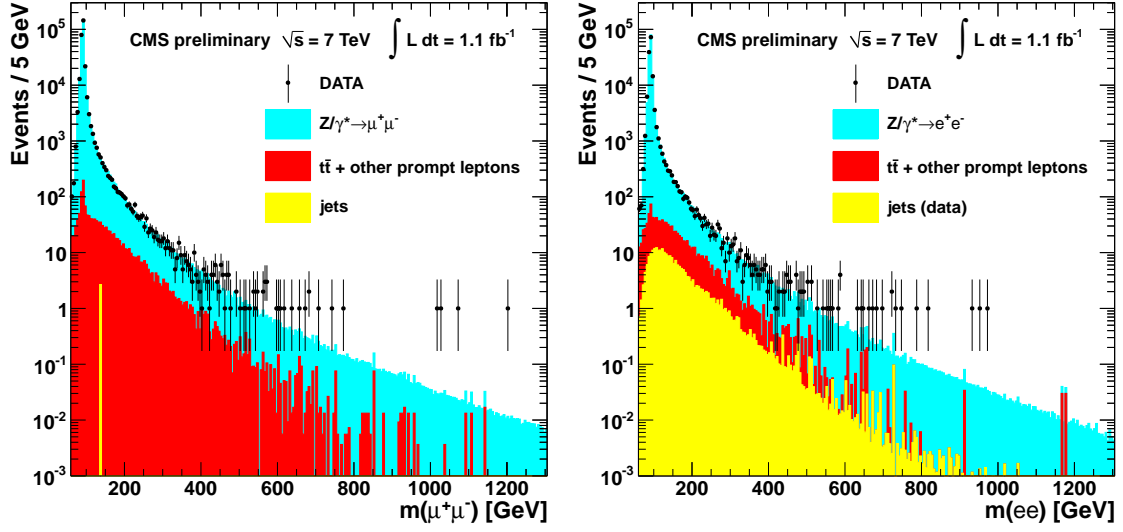 CMS preliminary √s = 7 TeV ∫ L dt = 1.1 fb⁻¹
DATA
Z/γ*→μ⁺μ⁻
tt̄ + other prompt leptons
jets
Events / 5 GeV
10⁵
10⁴
10³
10²
10
1
10⁻¹
10⁻²
10⁻³
200 400 600 800 1000 1200
m(μ⁺μ⁻) [GeV]
CMS preliminary √s = 7 TeV ∫ L dt = 1.1 fb⁻¹
DATA
Z/γ*→e⁺e⁻
tt̄ + other prompt leptons
jets (data)
Events / 5 GeV
10⁵
10⁴
10³
10²
10
1
10⁻¹
10⁻²
10⁻³
200 400 600 800 1000 1200
m(ee) [GeV]